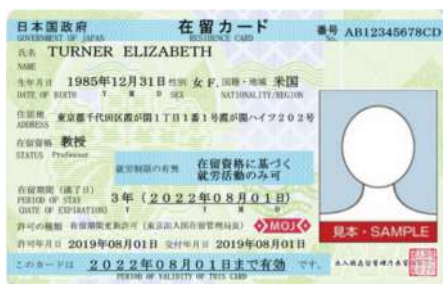 日本国政府 在留カード 番号 AB12345678CD
GOVERNMENT OF JAPAN RESIDENCE CARD No.
氏名 TURNER ELIZABETH
NAME
生年月日 1985年12月31日 性別 女 F. 国籍・地域 米国
DATE OF BIRTH Y M D SEX NATIONALITY/REGION
住居地 東京都千代田区霞が関1丁目1番1号霞が関ハイツ202号
ADDRESS
在留資格 教授
STATUS Professor
就労制限の有無 在留資格に基づく
就労活動のみ可
在留期間(満了日) 3年(2022年08月01日)
PERIOD OF STAY
(DATE OF EXPIRATION) Y Y M D
許可の種類 在留期間更新許可(東京出入国在留管理局長) MOJ
許可年月日 2019年08月01日 交付年月日 2019年08月01日
見本・SAMPLE
このカードは 2022年08月01日まで有効 です。
PERIOD OF VALIDITY OF THIS CARD